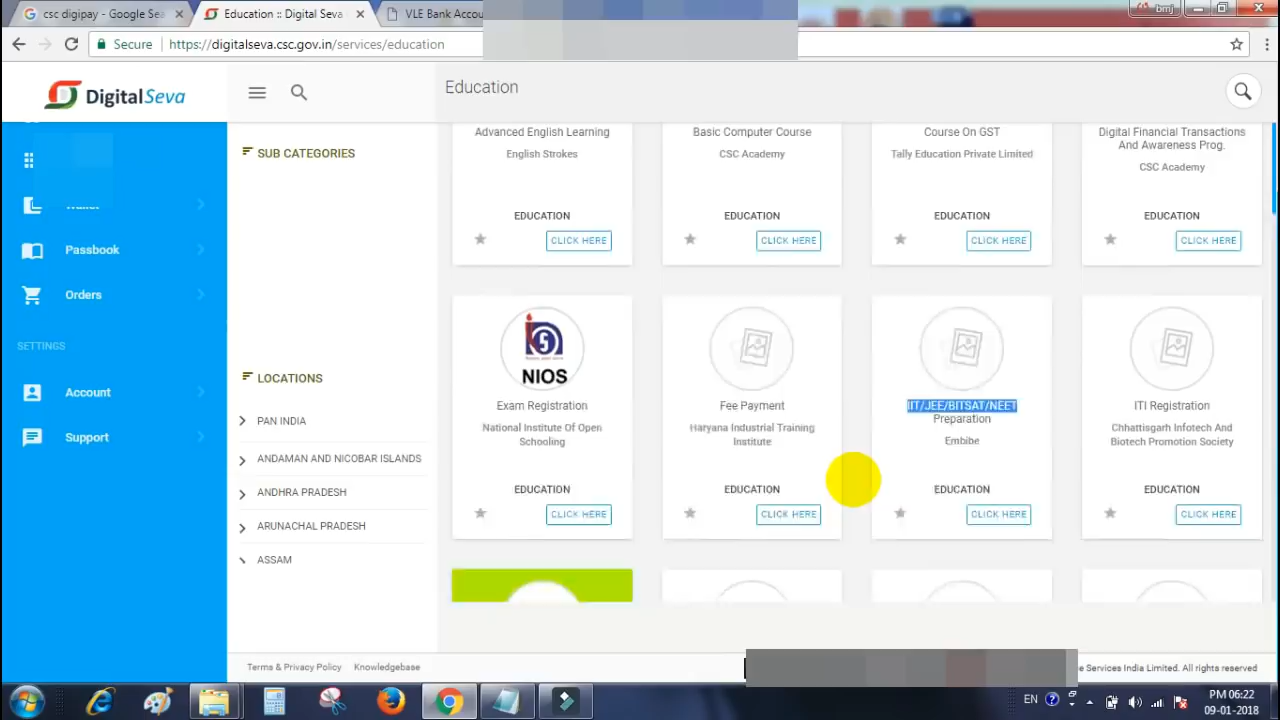 csc digipay - Google Sea
Education :: Digital Seva
VLE Bank Accou
bmj
Secure
https://digitalseva.csc.gov.in/services/education
DigitalSeva
Education
SUB CATEGORIES
Wallet
Passbook
Orders
SETTINGS
Account
Support
LOCATIONS
PAN INDIA
ANDAMAN AND NICOBAR ISLANDS
ANDHRA PRADESH
ARUNACHAL PRADESH
ASSAM
Advanced English Learning
English Strokes
EDUCATION
CLICK HERE
Basic Computer Course
CSC Academy
EDUCATION
CLICK HERE
Course On GST
Tally Education Private Limited
EDUCATION
CLICK HERE
Digital Financial Transactions
And Awareness Prog.
CSC Academy
EDUCATION
CLICK HERE
NIOS
Exam Registration
National Institute Of Open
Schooling
EDUCATION
CLICK HERE
Fee Payment
Haryana Industrial Training
Institute
EDUCATION
CLICK HERE
IIT/JEE/BITSAT/NEET
Preparation
Embibe
EDUCATION
CLICK HERE
ITI Registration
Chhattisgarh Infotech And
Biotech Promotion Society
EDUCATION
CLICK HERE
Terms & Privacy Policy
Knowledgebase
e Services India Limited. All rights reserved
EN
PM 06:22
09-01-2018